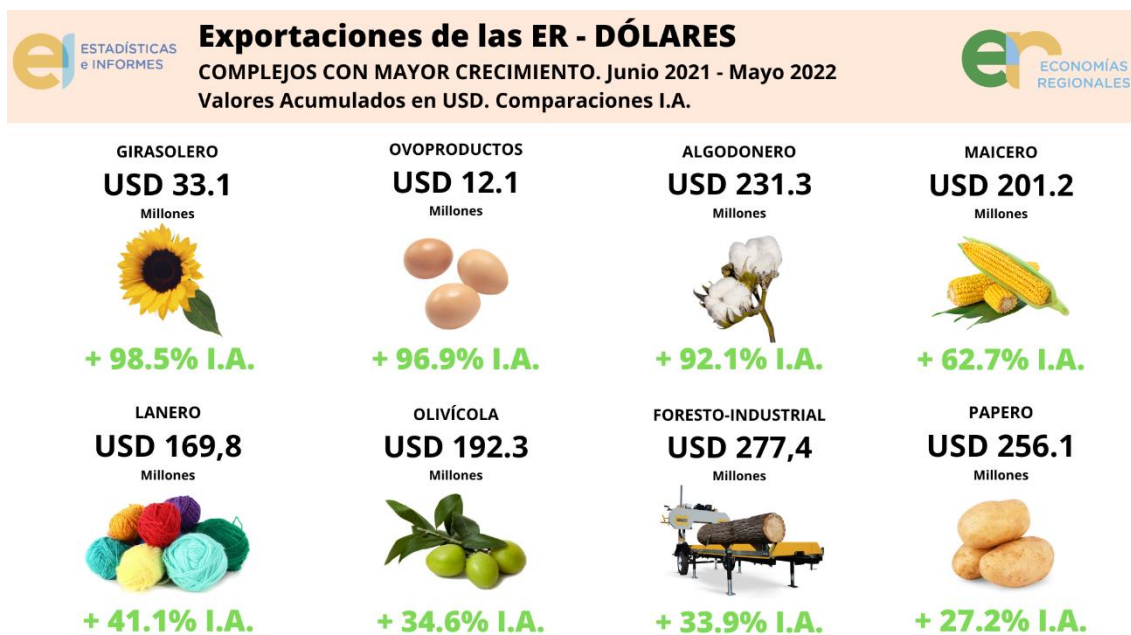 ESTADÍSTICAS
e INFORMES
Exportaciones de las ER - DÓLARES
COMPLEJOS CON MAYOR CRECIMIENTO. Junio 2021 - Mayo 2022
Valores Acumulados en USD. Comparaciones I.A.
er
ECONOMÍAS
REGIONALES
GIRASOLERO
USD 33.1
Millones
+ 98.5% I.A.
OVOPRODUCTOS
USD 12.1
Millones
+ 96.9% I.A.
ALGODONERO
USD 231.3
Millones
+ 92.1% I.A.
MAICERO
USD 201.2
Millones
+ 62.7% I.A.
LANERO
USD 169,8
Millones
+ 41.1% I.A.
OLIVÍCOLA
USD 192.3
Millones
+ 34.6% I.A.
FORESTO-INDUSTRIAL
USD 277,4
Millones
+ 33.9% I.A.
PAPERO
USD 256.1
Millones
+ 27.2% I.A.